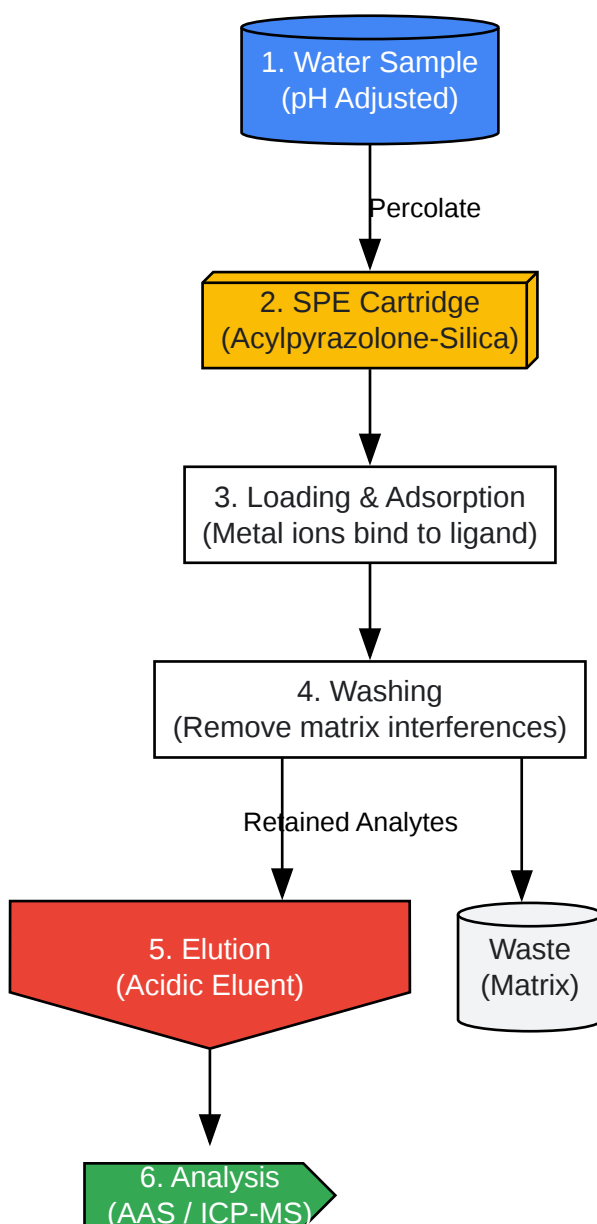 1. Water Sample
(pH Adjusted)
Percolate
2. SPE Cartridge
(Acylpyrazolone-Silica)
3. Loading & Adsorption
(Metal ions bind to ligand)
4. Washing
(Remove matrix interferences)
Retained Analytes
5. Elution
(Acidic Eluent)
Waste
(Matrix)
6. Analysis
(AAS / ICP-MS)